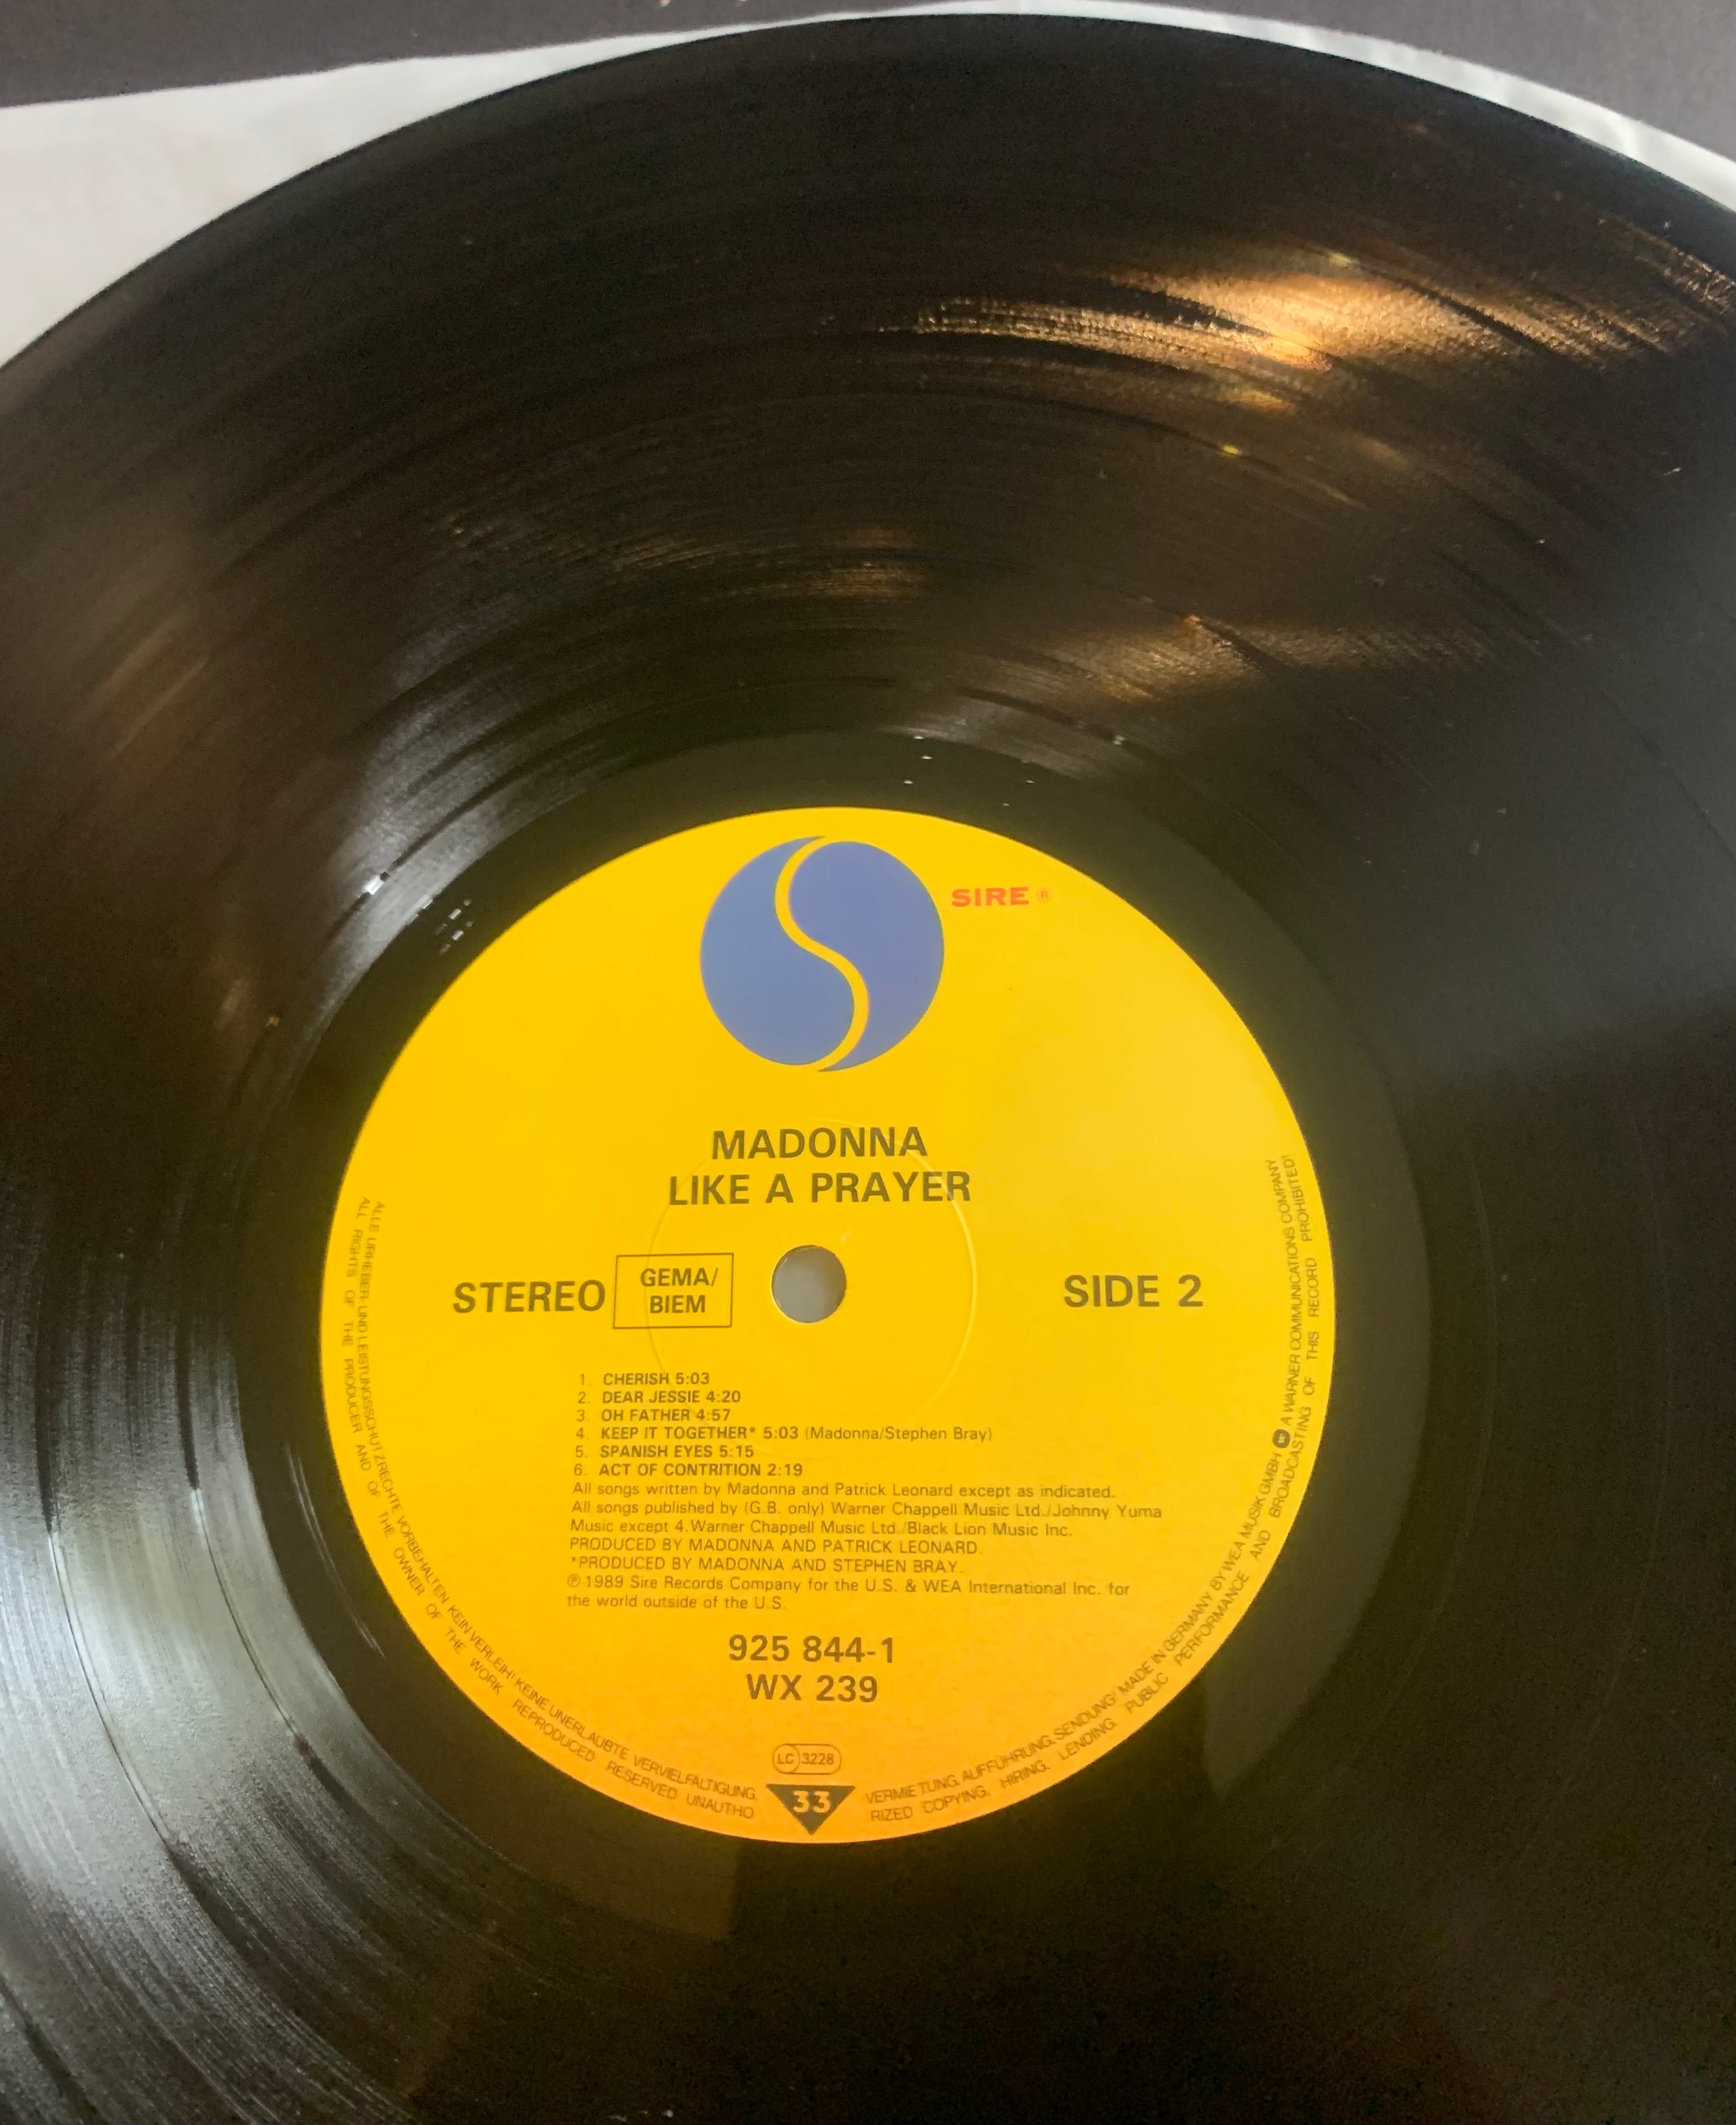 SIRE ®
MADONNA
LIKE A PRAYER
STEREO
GEMA/
BIEM
SIDE 2
1. CHERISH 5:03
2. DEAR JESSIE 4:20
3. OH FATHER 4:57
4. KEEP IT TOGETHER* 5:03 (Madonna/Stephen Bray)
5. SPANISH EYES 5:15
6. ACT OF CONTRITION 2:19
All songs written by Madonna and Patrick Leonard except as indicated.
All songs published by (G.B. only) Warner Chappell Music Ltd./Johnny Yuma
Music except 4.Warner Chappell Music Ltd./Black Lion Music Inc.
PRODUCED BY MADONNA AND PATRICK LEONARD.
*PRODUCED BY MADONNA AND STEPHEN BRAY.
℗ 1989 Sire Records Company for the U.S. & WEA International Inc. for
the world outside of the U.S.
925 844-1
WX 239
LC 3228
33
ALLE URHEBER- UND LEISTUNGSSCHUTZRECHTE VORBEHALTEN KEIN VERLEIH! KEINE UNERLAUBTE VERVIELFÄLTIGUNG, VERMIETUNG, AUFFÜHRUNG, SENDUNG! MADE IN GERMANY BY WEA MUSIK GMBH W A WARNER COMMUNICATIONS COMPANY
ALL RIGHTS OF THE PRODUCER AND OF THE OWNER OF THE WORK REPRODUCED RESERVED UNAUTHORIZED COPYING, HIRING, LENDING, PUBLIC PERFORMANCE AND BROADCASTING OF THIS RECORD PROHIBITED!